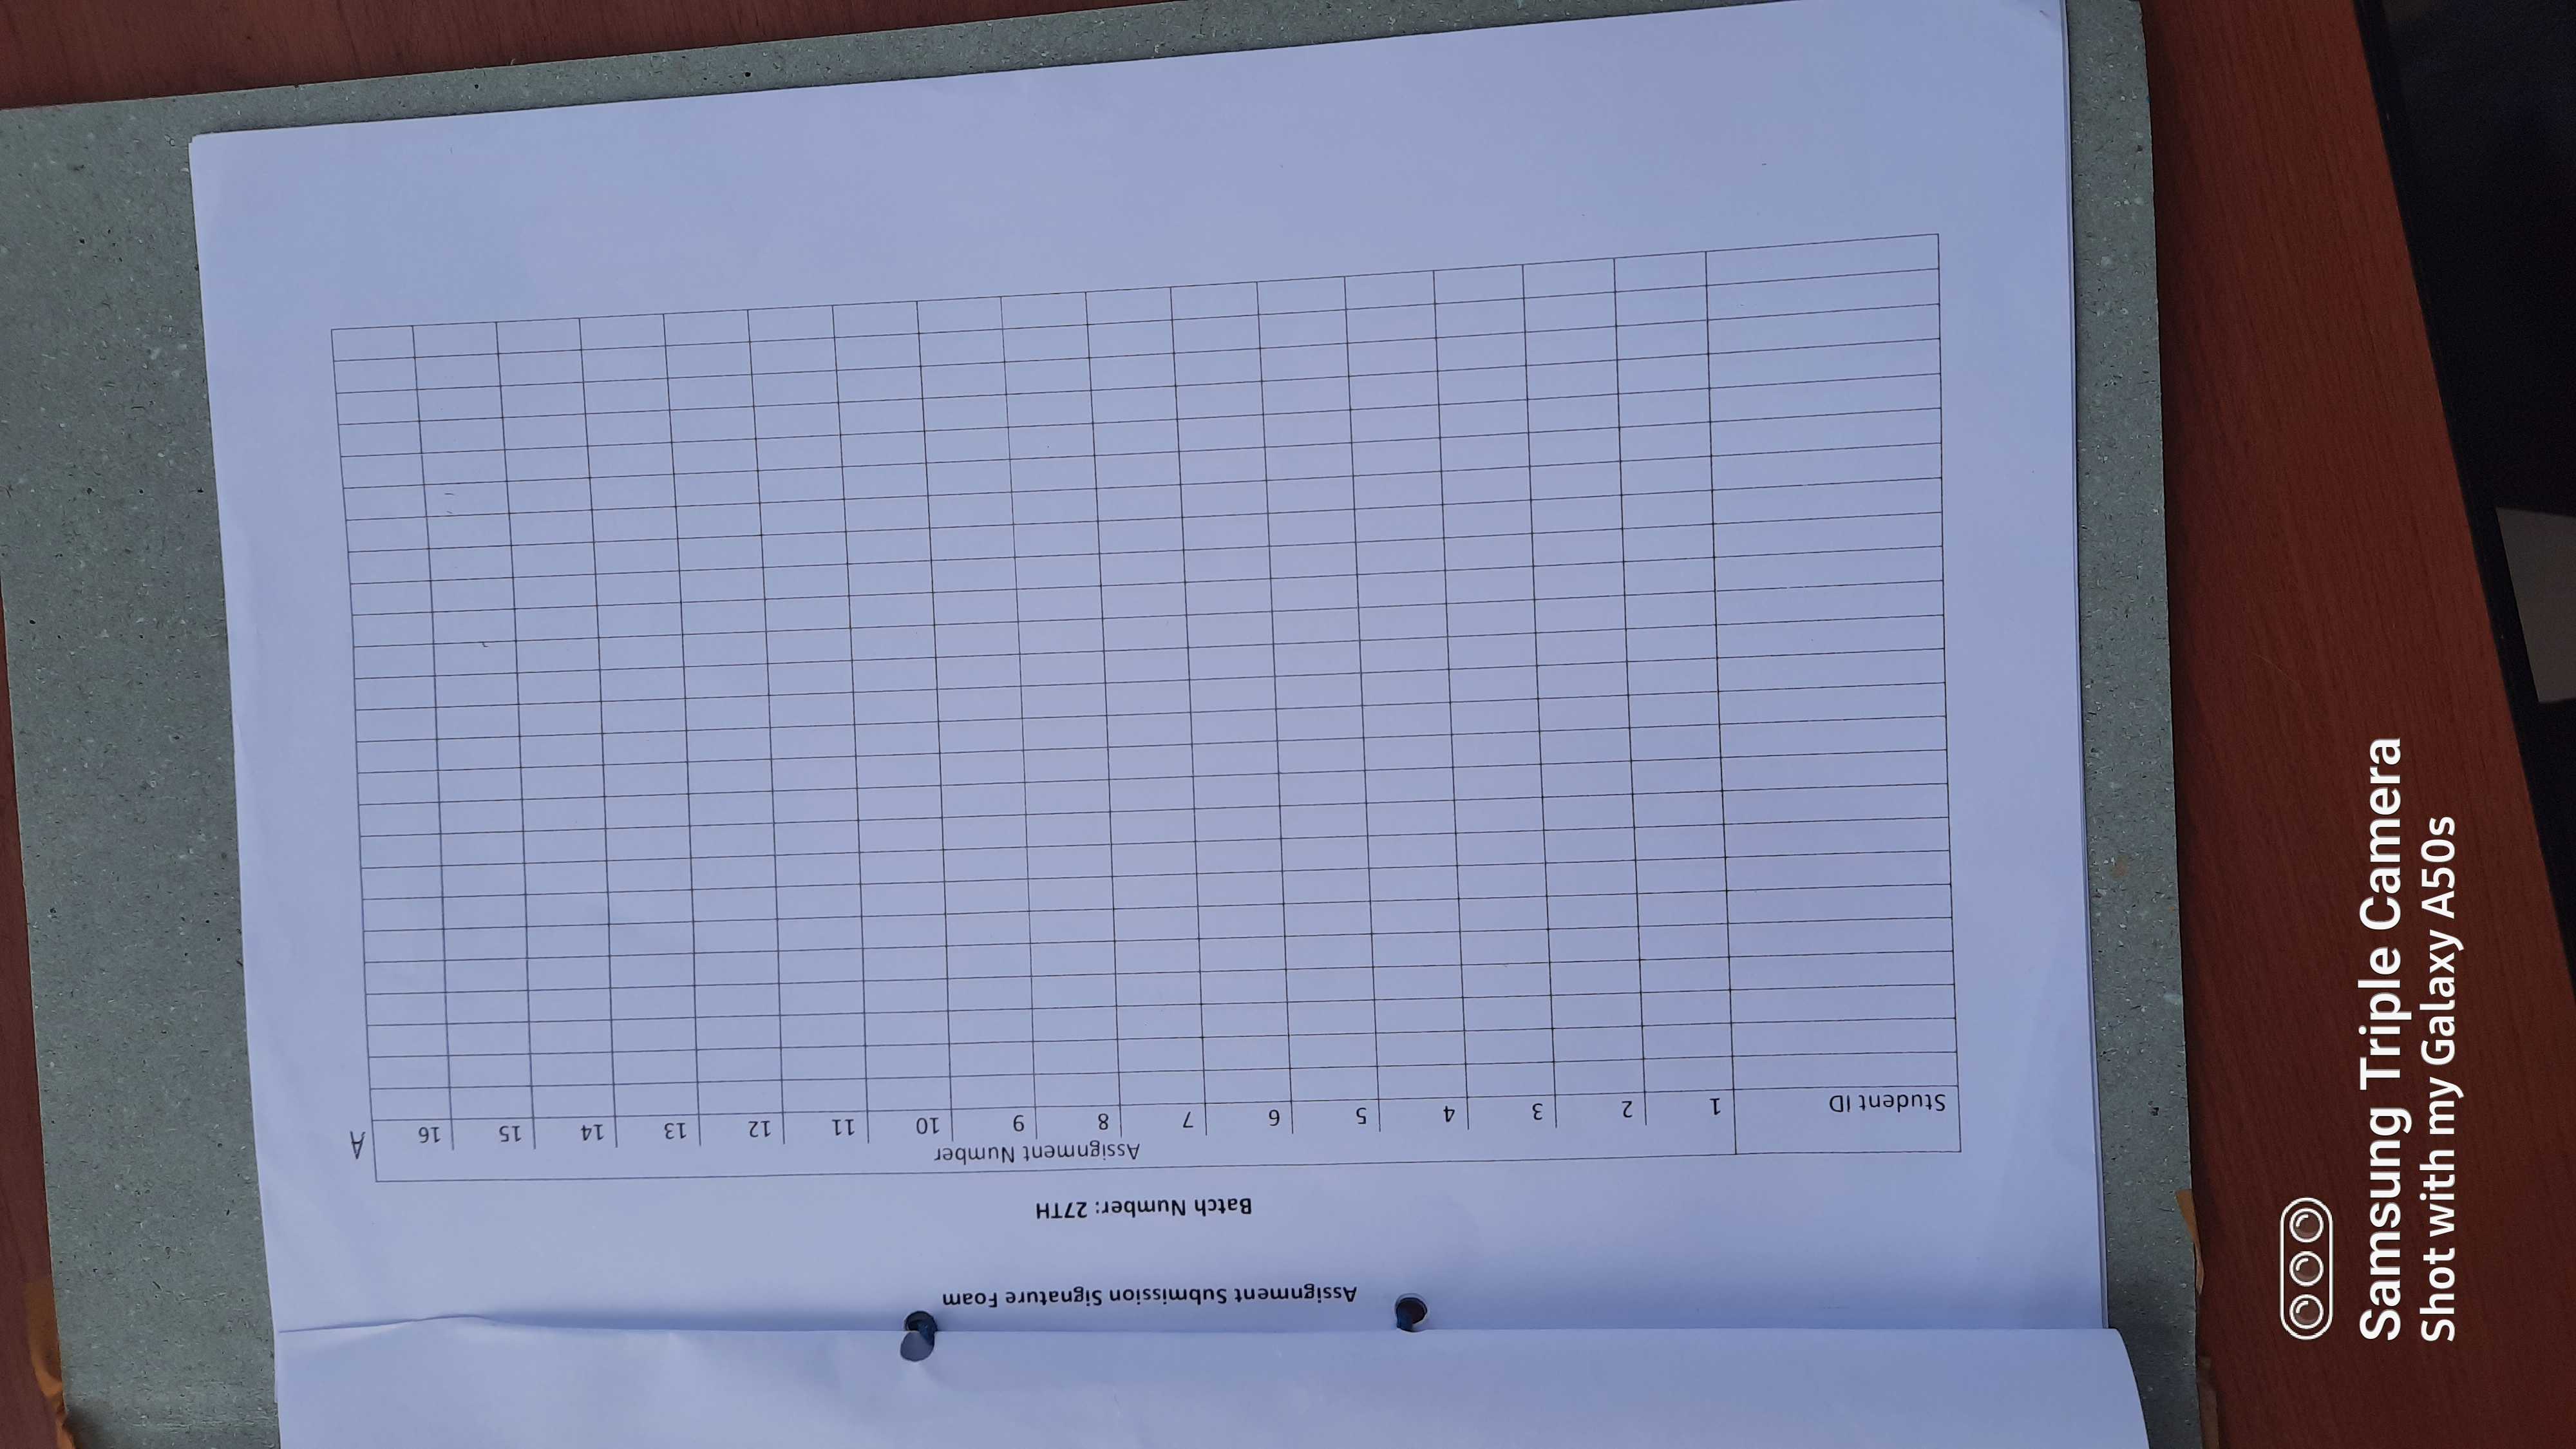 Assignment Submission Signature Foam
Batch Number: 27TH
Student ID
Assignment Number
1 2 3 4 5 6 7 8 9 10 11 12 13 14 15 16
A
Samsung Triple Camera
Shot with my Galaxy A50s